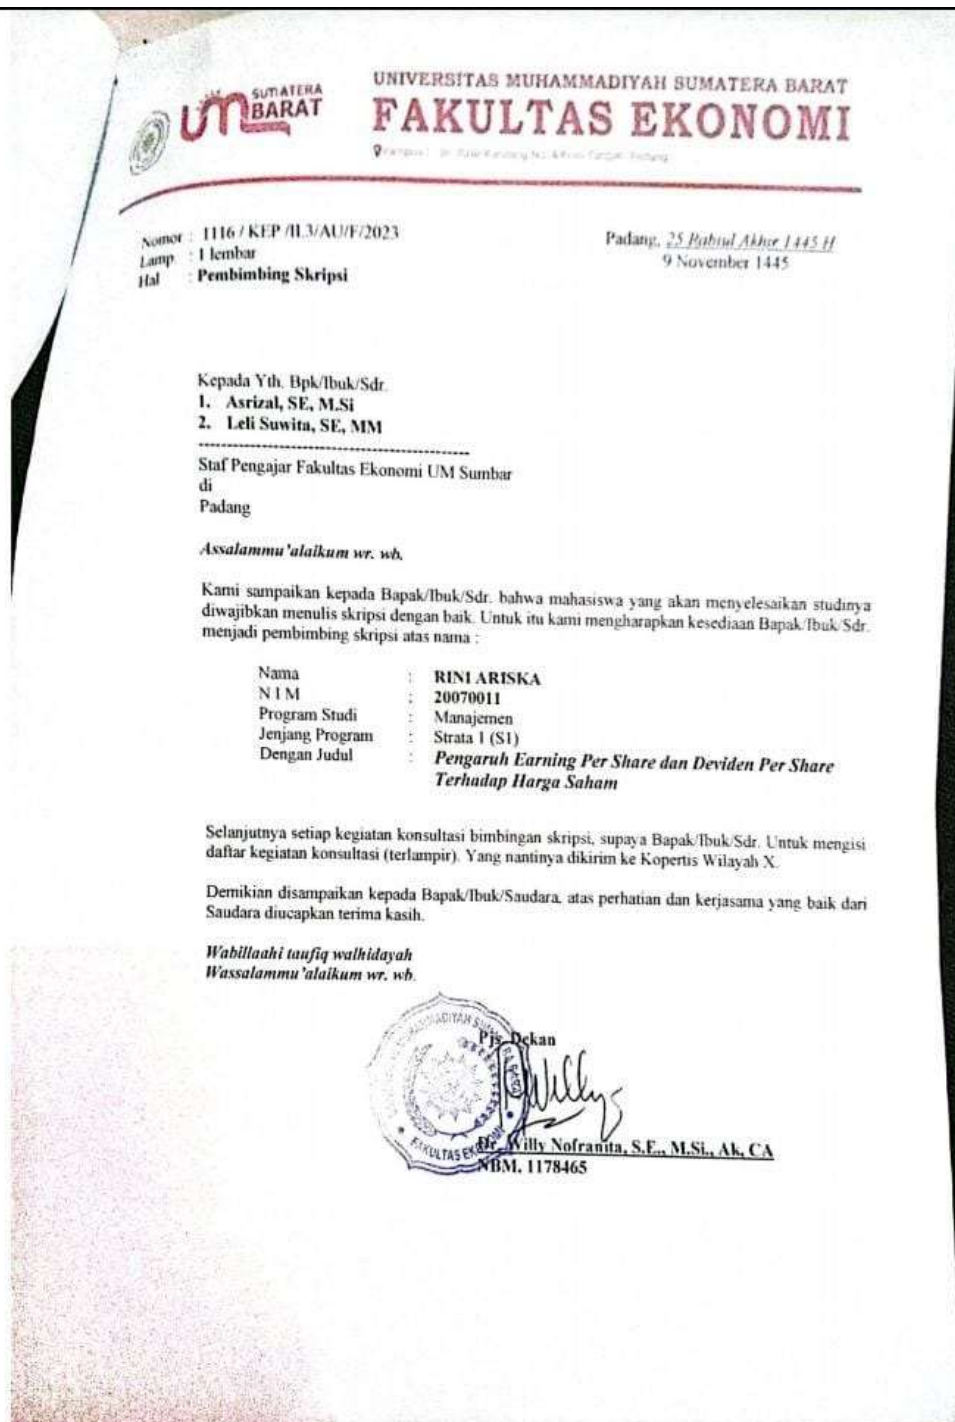 UM SUMATERA BARAT
UNIVERSITAS MUHAMMADIYAH SUMATERA BARAT
FAKULTAS EKONOMI
Nomor : 1116 / KEP /II.3/AU/F/2023
Padang, 25 Rabiul Akhir 1445 H
Lamp : 1 lembar
9 November 1445
Hal : Pembimbing Skripsi
Kepada Yth. Bpk/Ibuk/Sdr.
1. Asrizal, SE, M.Si
2. Leli Suwita, SE, MM
---------------------------------------------
Staf Pengajar Fakultas Ekonomi UM Sumbar
di
Padang
Assalammu'alaikum wr. wb.
Kami sampaikan kepada Bapak/Ibuk/Sdr. bahwa mahasiswa yang akan menyelesaikan studinya
diwajibkan menulis skripsi dengan baik. Untuk itu kami mengharapkan kesediaan Bapak/Ibuk/Sdr.
menjadi pembimbing skripsi atas nama :
Nama : RINI ARISKA
N I M : 20070011
Program Studi : Manajemen
Jenjang Program : Strata 1 (S1)
Dengan Judul : Pengaruh Earning Per Share dan Deviden Per Share
Terhadap Harga Saham
Selanjutnya setiap kegiatan konsultasi bimbingan skripsi, supaya Bapak/Ibuk/Sdr. Untuk mengisi
daftar kegiatan konsultasi (terlampir). Yang nantinya dikirim ke Kopertis Wilayah X.
Demikian disampaikan kepada Bapak/Ibuk/Saudara, atas perhatian dan kerjasama yang baik dari
Saudara diucapkan terima kasih.
Wabillaahi taufiq walhidayah
Wassalammu'alaikum wr. wb.
Pjs. Dekan
Willy
FAKULTAS EKONOMI
Dr. Willy Nofranita, S.E., M.Si., Ak, CA
NBM. 1178465